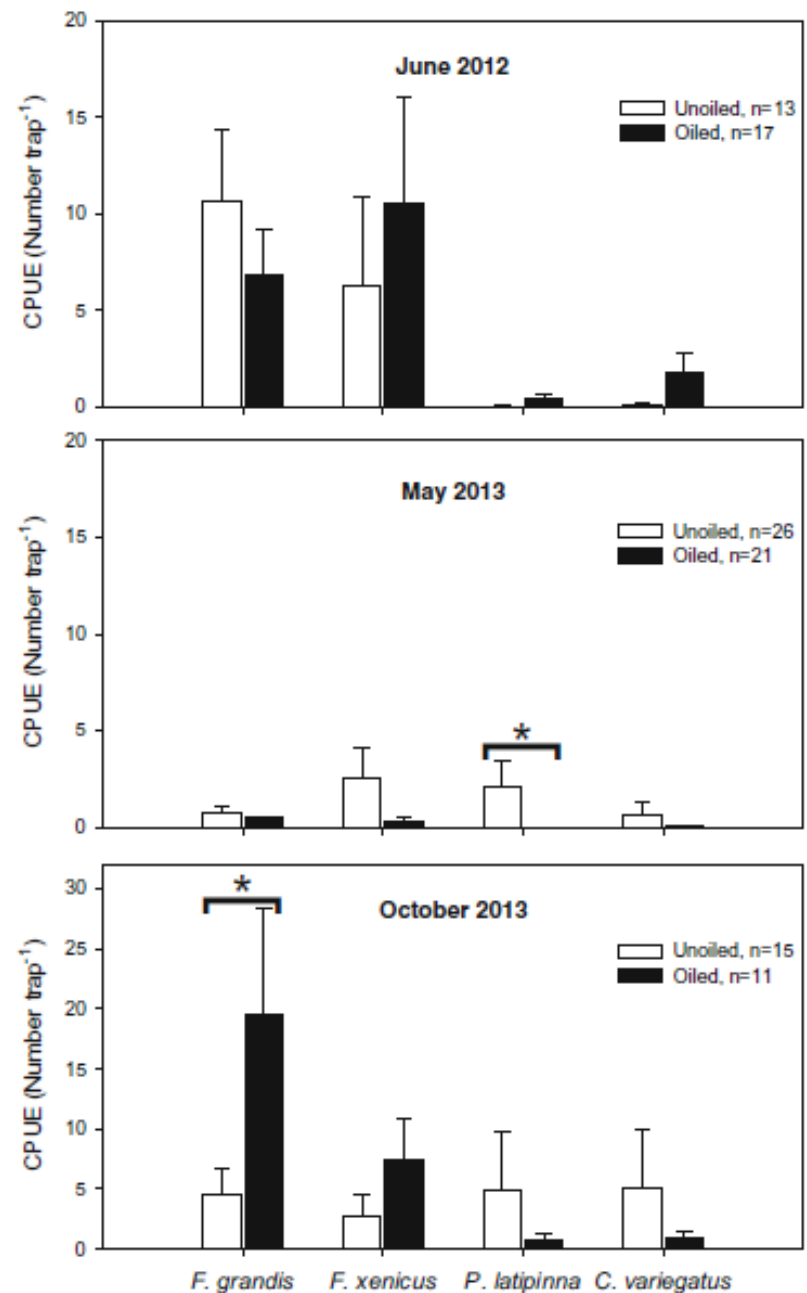 20
June 2012
Unoiled, n=13
Oiled, n=17
15
10
5
0
CPUE (Number trap-1)
20
May 2013
Unoiled, n=26
Oiled, n=21
15
10
5
*
0
CPUE (Number trap-1)
30
*
October 2013
Unoiled, n=15
Oiled, n=11
25
20
15
10
5
0
CPUE (Number trap-1)
F. grandis F. xenicus P. latipinna C. variegatus